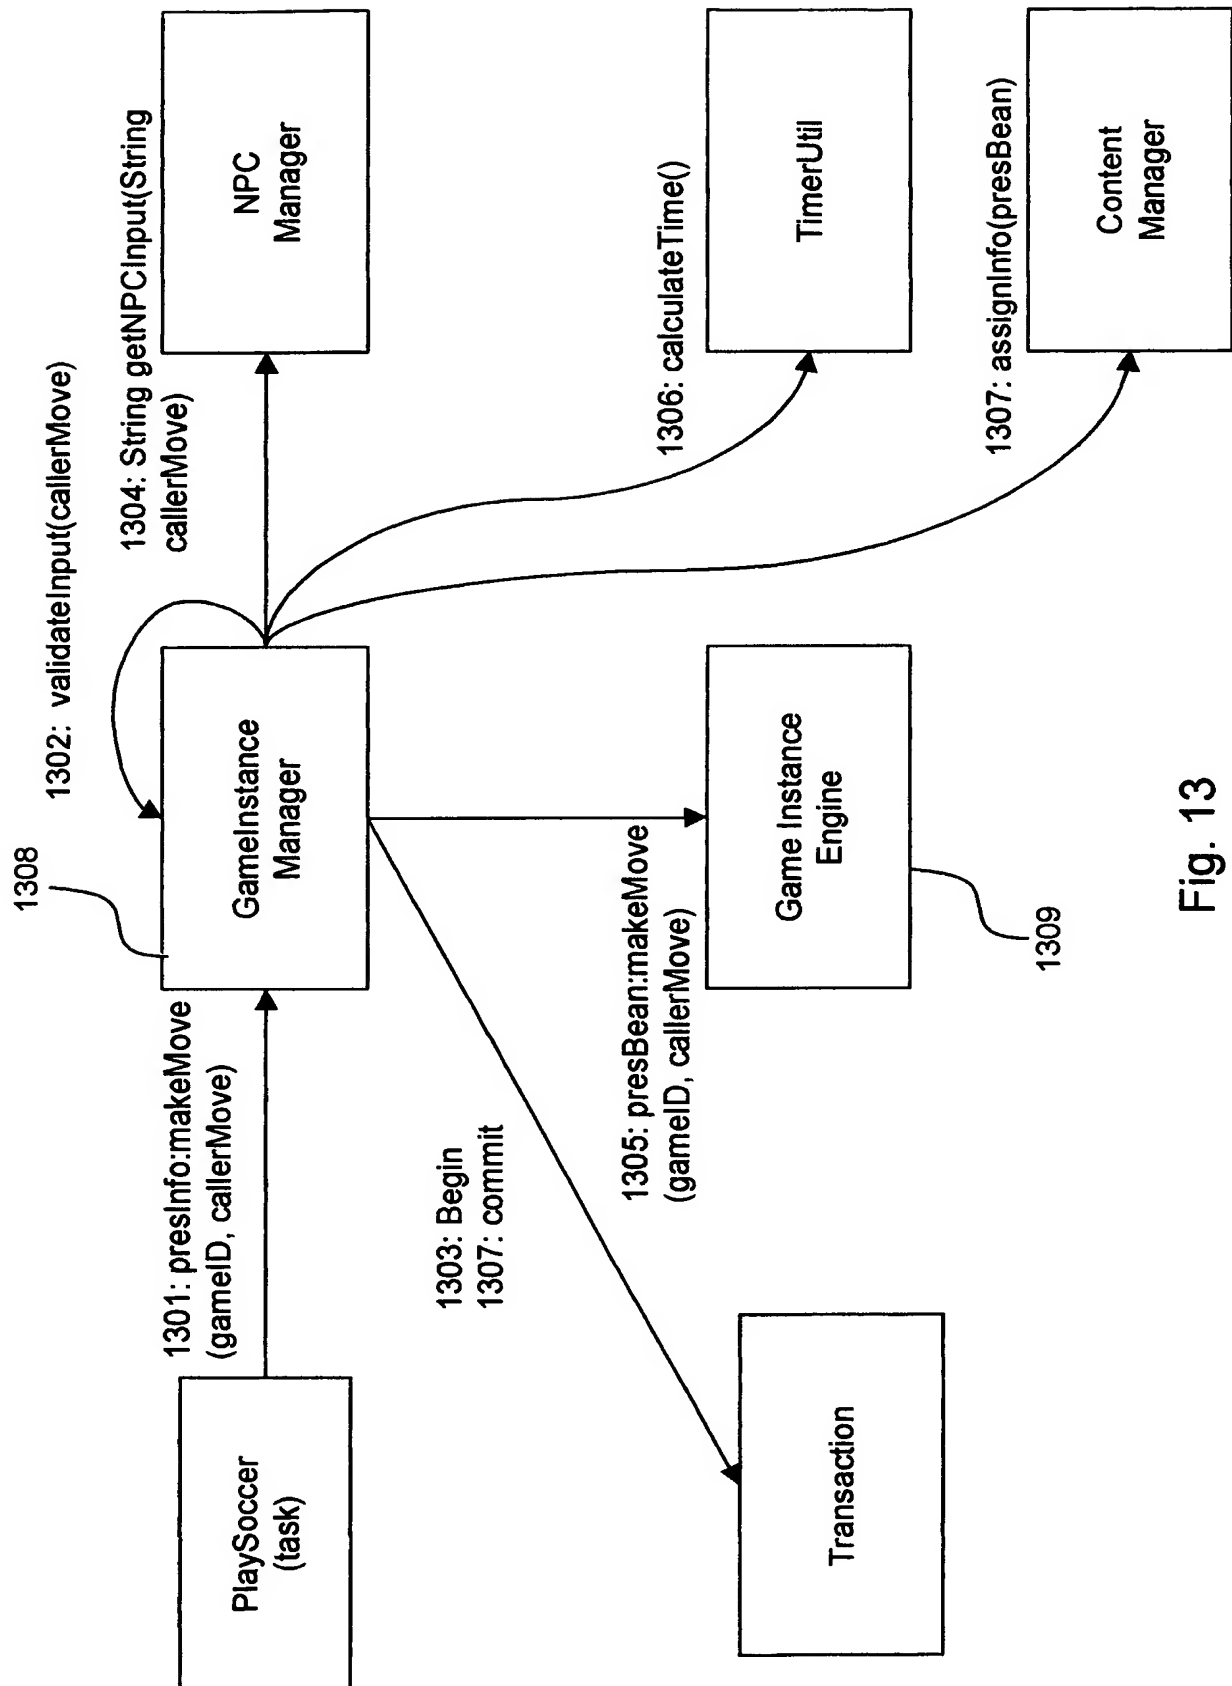 PlaySoccer
(task)
1301: presInfo:makeMove
(gameID, callerMove)
1308
GameInstance
Manager
1302: validateInput(callerMove)
1304: String getNPCInput(String
callerMove)
NPC
Manager
1303: Begin
1307: commit
1305: presBean:makeMove
(gameID, callerMove)
Transaction
Game Instance
Engine
1309
1306: calculateTime()
TimerUtil
1307: assignInfo(presBean)
Content
Manager
Fig. 13